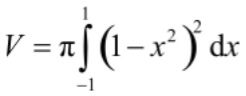 V = π∫₋₁¹(1−x²)² dx